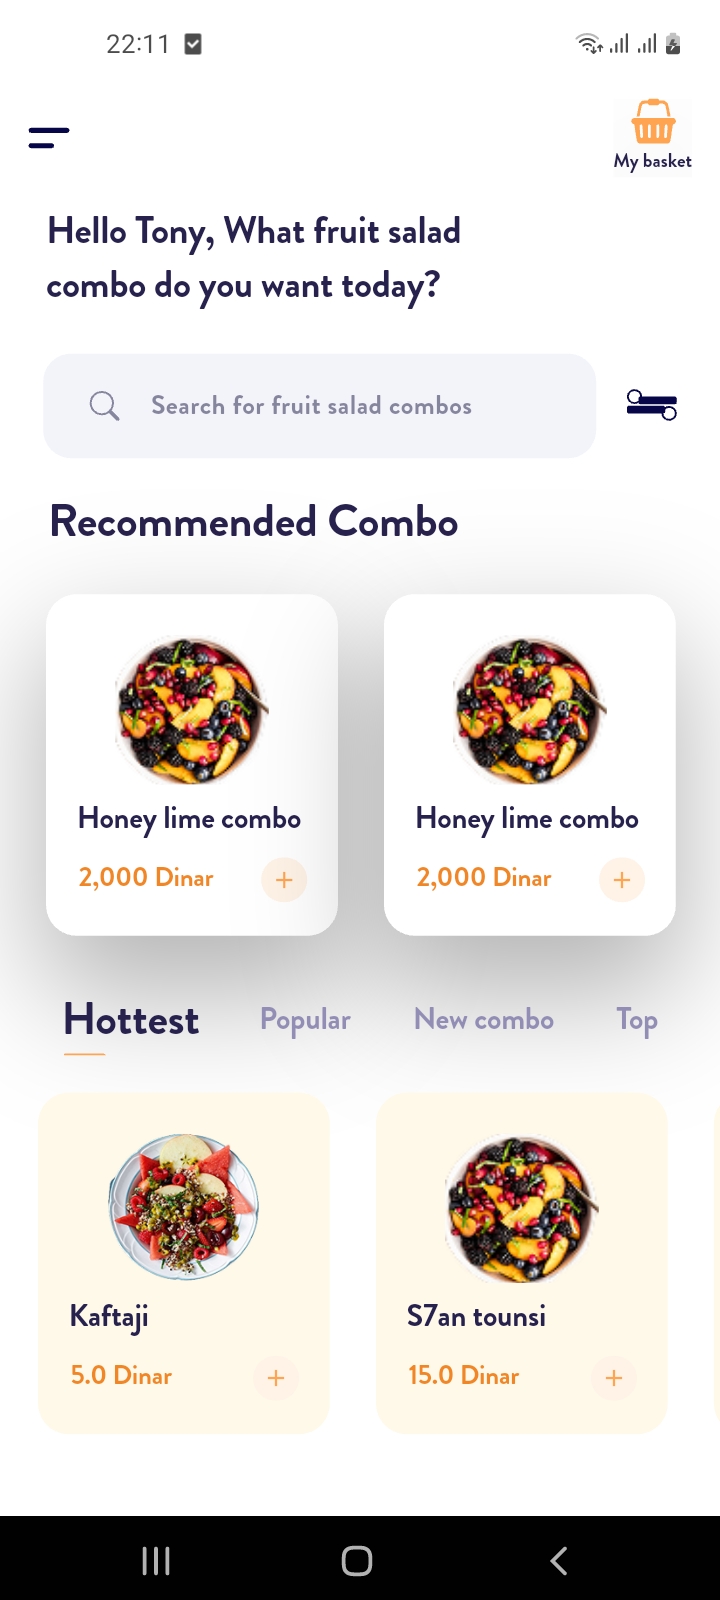 22:11
My basket
Hello Tony, What fruit salad
combo do you want today?
Search for fruit salad combos
Recommended Combo
Honey lime combo
Honey lime combo
2,000 Dinar
2,000 Dinar
Hottest Popular New combo Top
Kaftaji
S7an tounsi
5.0 Dinar
15.0 Dinar